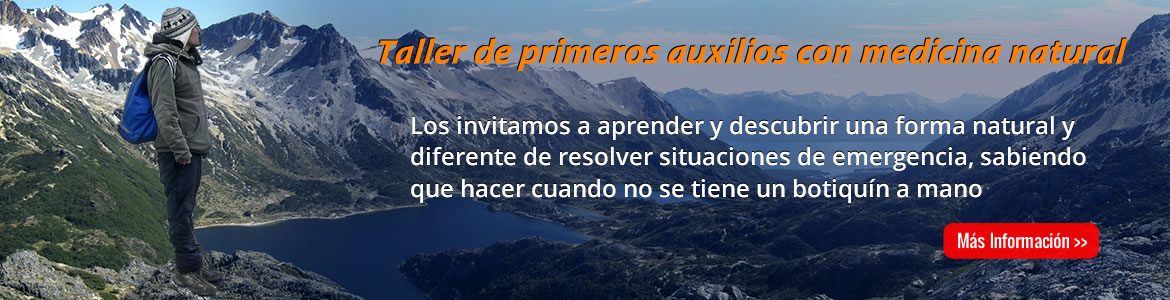 Taller de primeros auxilios con medicina natural
Los invitamos a aprender y descubrir una forma natural y
diferente de resolver situaciones de emergencia, sabiendo
que hacer cuando no se tiene un botiquín a mano
Más Información >>